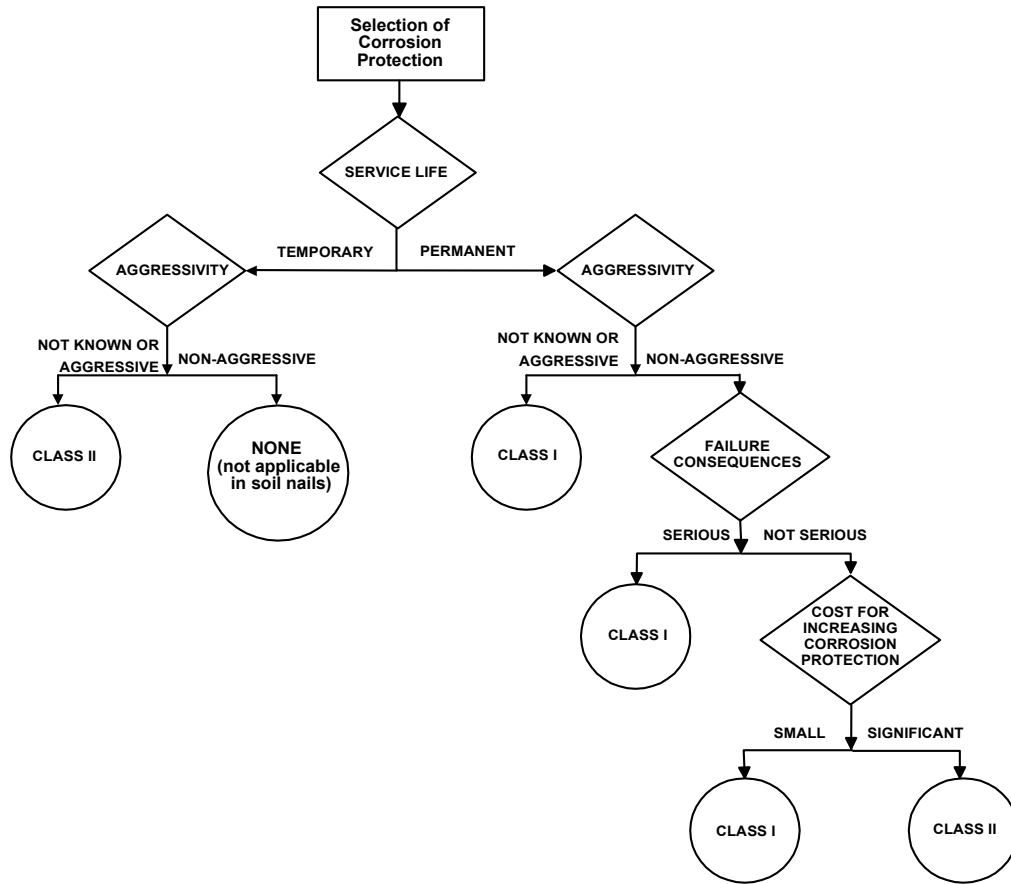 Selection of
Corrosion
Protection
SERVICE LIFE
TEMPORARY
PERMANENT
AGGRESSIVITY
AGGRESSIVITY
NOT KNOWN OR
AGGRESSIVE
NON-AGGRESSIVE
NOT KNOWN OR
AGGRESSIVE
NON-AGGRESSIVE
CLASS II
NONE
(not applicable
in soil nails)
CLASS I
FAILURE
CONSEQUENCES
SERIOUS
NOT SERIOUS
CLASS I
COST FOR
INCREASING
CORROSION
PROTECTION
SMALL
SIGNIFICANT
CLASS I
CLASS II